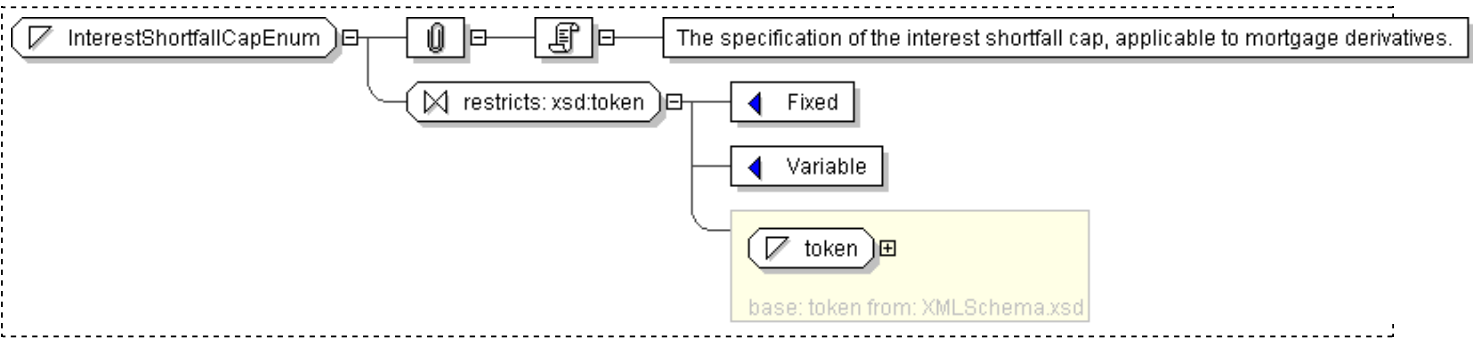 InterestShortfallCapEnum
The specification of the interest shortfall cap, applicable to mortgage derivatives.
restricts: xsd:token
Fixed
Variable
token
base: token from: XMLSchema.xsd